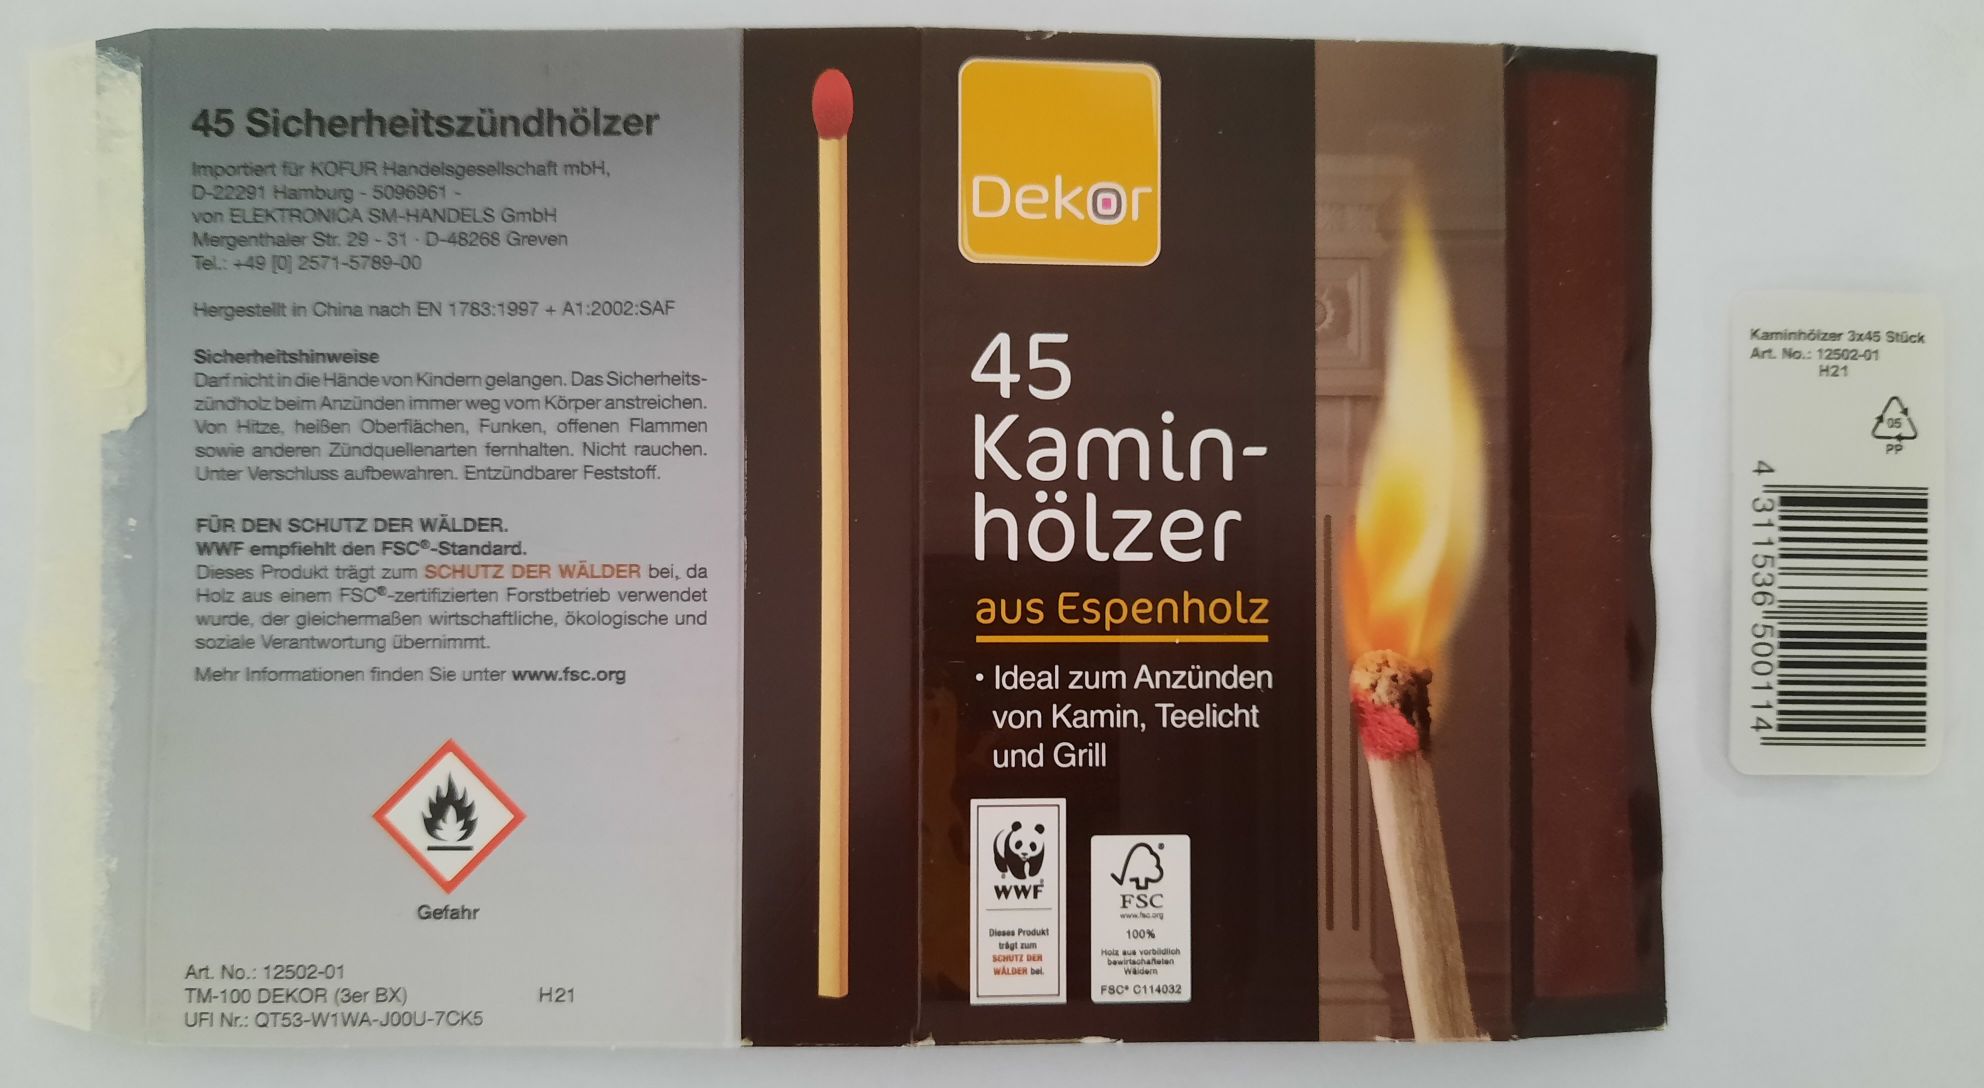 45 Sicherheitszündhölzer
Importiert für KOFUR Handelsgesellschaft mbH,
D-22291 Hamburg - 5096961 -
von ELEKTRONICA SM-HANDELS GmbH
Mergenthaler Str. 29 - 31 · D-48268 Greven
Tel.: +49 [0] 2571-5789-00
Hergestellt in China nach EN 1783:1997 + A1:2002:SAF
Sicherheitshinweise
Darf nicht in die Hände von Kindern gelangen. Das Sicherheits-
zündholz beim Anzünden immer weg vom Körper anstreichen.
Von Hitze, heißen Oberflächen, Funken, offenen Flammen
sowie anderen Zündquellenarten fernhalten. Nicht rauchen.
Unter Verschluss aufbewahren. Entzündbarer Feststoff.
FÜR DEN SCHUTZ DER WÄLDER.
WWF empfiehlt den FSC®-Standard.
Dieses Produkt trägt zum SCHUTZ DER WÄLDER bei, da
Holz aus einem FSC®-zertifizierten Forstbetrieb verwendet
wurde, der gleichermaßen wirtschaftliche, ökologische und
soziale Verantwortung übernimmt.
Mehr Informationen finden Sie unter www.fsc.org
Gefahr
Art. No.: 12502-01
TM-100 DEKOR (3er BX) H21
UFI Nr.: QT53-W1WA-J00U-7CK5
Dekor
45
Kamin-
hölzer
aus Espenholz
• Ideal zum Anzünden
von Kamin, Teelicht
und Grill
WWF
Dieses Produkt
trägt zum
SCHUTZ DER
WÄLDER bei.
FSC
www.fsc.org
100%
Holz aus vorbildlich
bewirtschafteten
Wäldern
FSC® C114032
Kaminhölzer 3x45 Stück
Art. No.: 12502-01
H21
05
PP
4 311536 500114